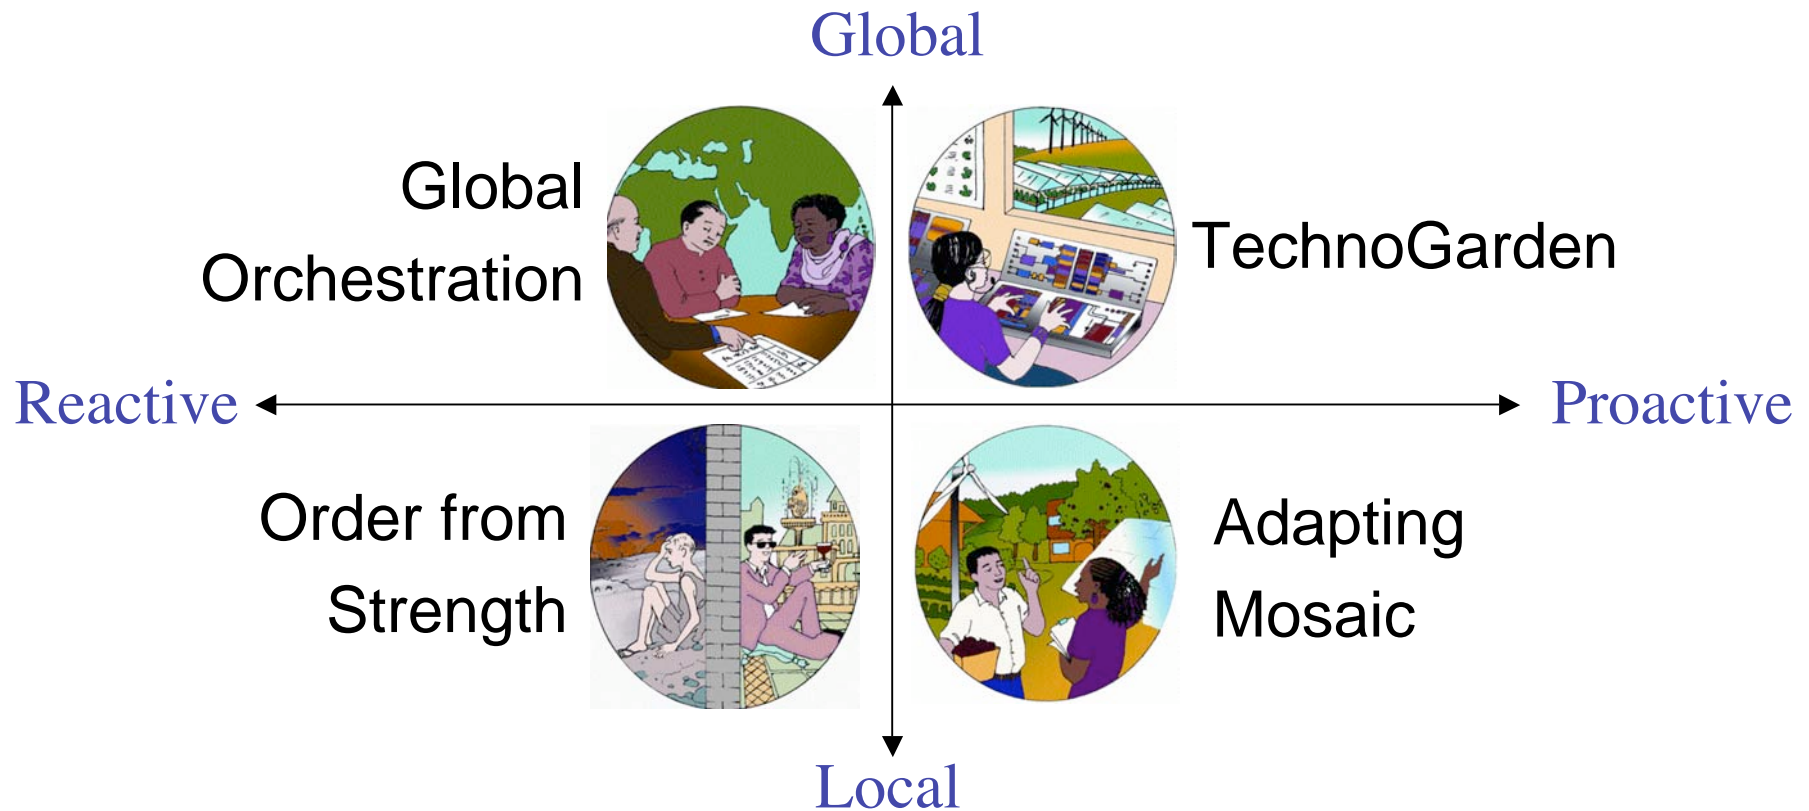 Global
Global
Orchestration
TechnoGarden
Reactive
Proactive
Order from
Strength
Adapting
Mosaic
Local